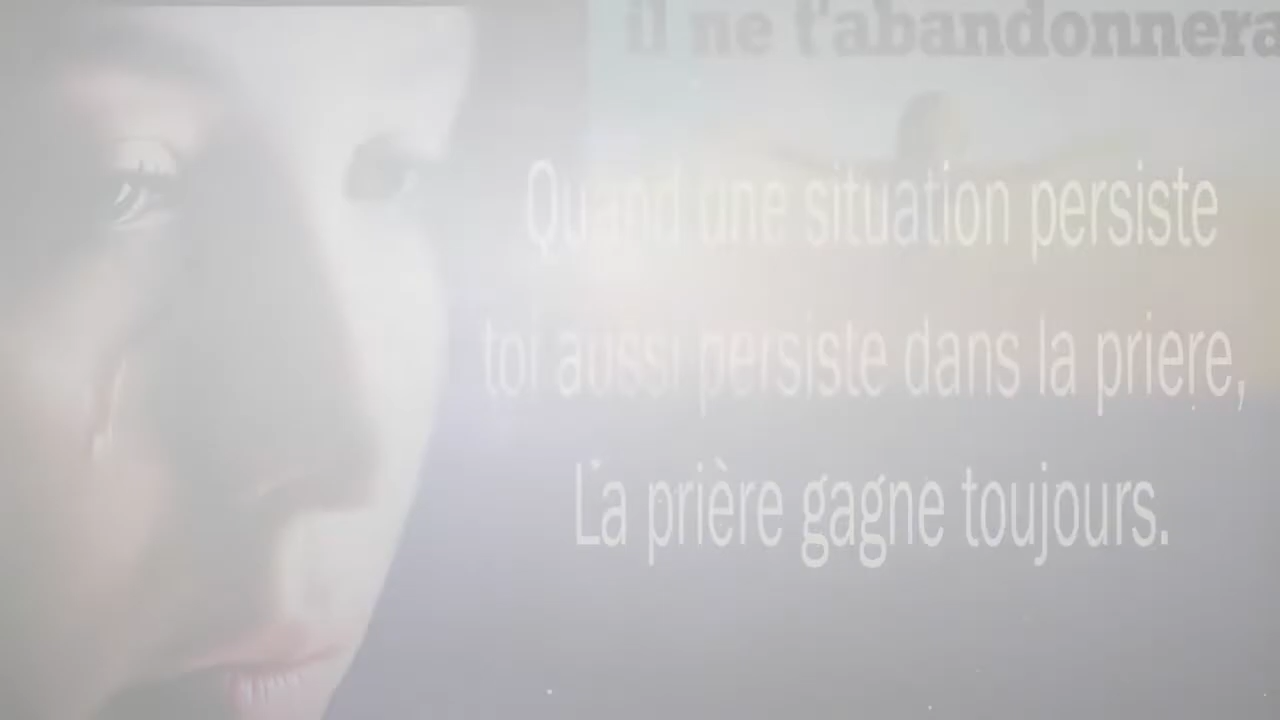 il ne t'abandonnera
Quand une situation persiste
toi aussi persiste dans la priere,
La prière gagne toujours.